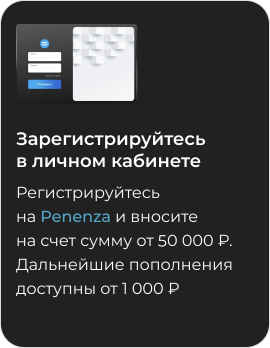 Зарегистрируйтесь
в личном кабинете
Регистрируйтесь
на Penenza и вносите
на счет сумму от 50 000 ₽.
Дальнейшие пополнения
доступны от 1 000 ₽